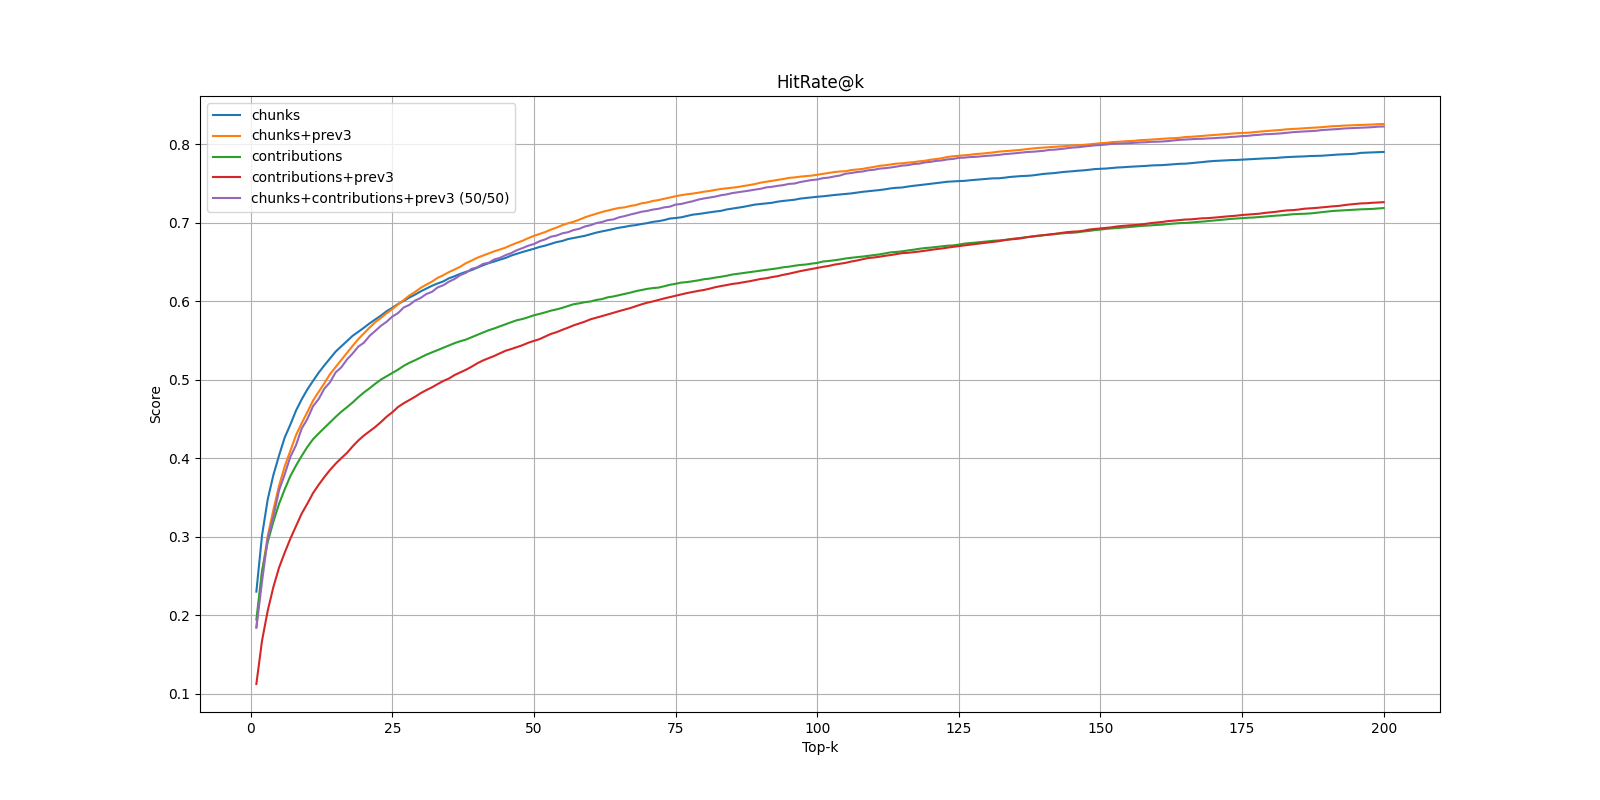 HitRate@k
chunks
chunks+prev3
contributions
contributions+prev3
chunks+contributions+prev3 (50/50)
Score
0.8
0.7
0.6
0.5
0.4
0.3
0.2
0.1
0 25 50 75 100 125 150 175 200
Top-k